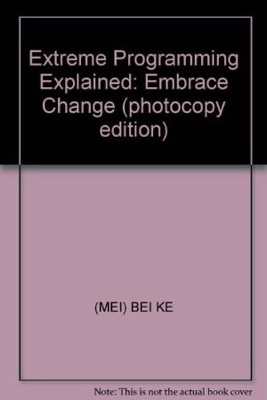 Extreme Programming
Explained: Embrace
Change (photocopy
edition)
(MEI) BEI KE
Note: This is not the actual book cover